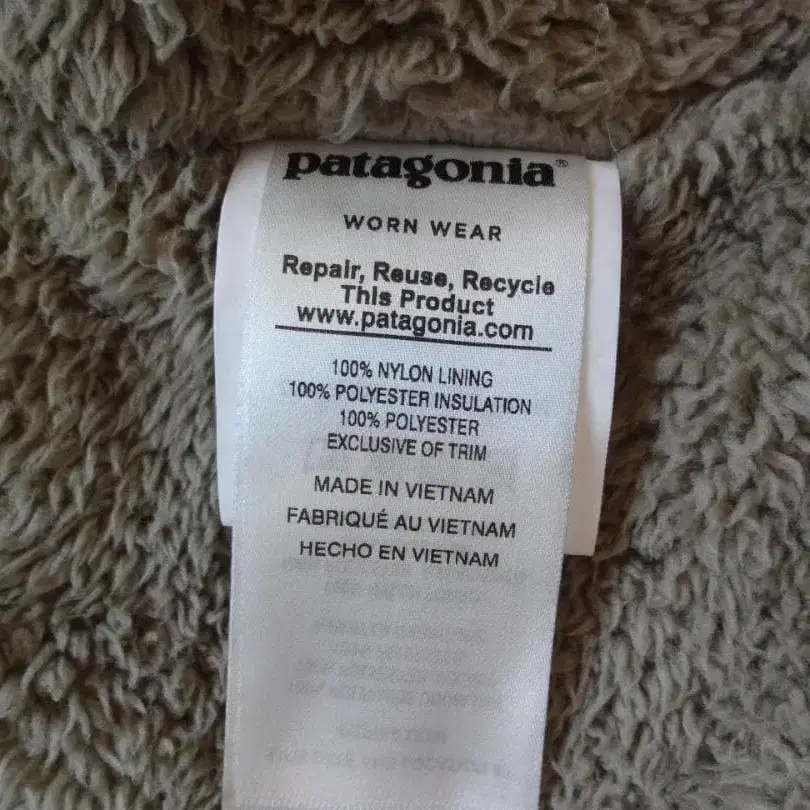 patagonia®
WORN WEAR
Repair, Reuse, Recycle
This Product
www.patagonia.com
100% NYLON LINING
100% POLYESTER INSULATION
100% POLYESTER
EXCLUSIVE OF TRIM
MADE IN VIETNAM
FABRIQUÉ AU VIETNAM
HECHO EN VIETNAM